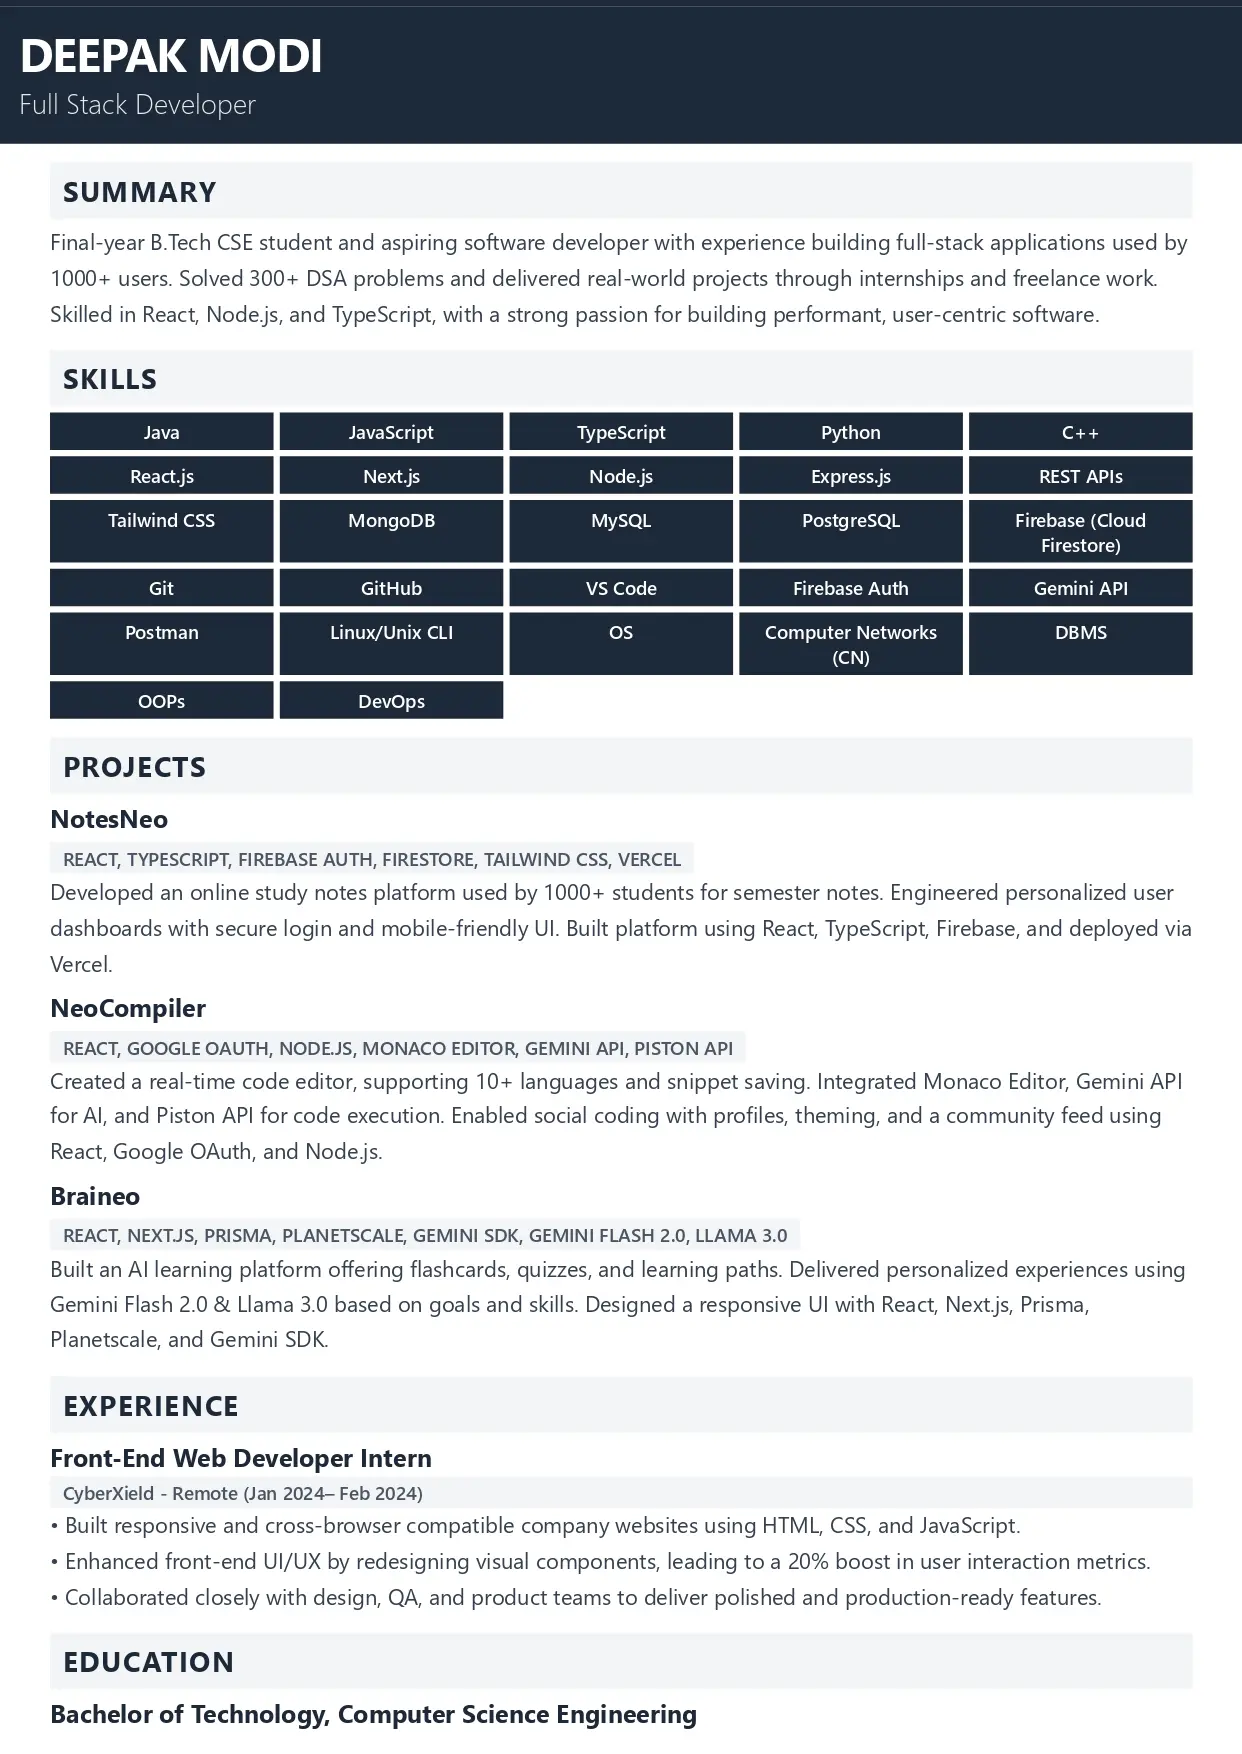 DEEPAK MODI
Full Stack Developer
SUMMARY
Final-year B.Tech CSE student and aspiring software developer with experience building full-stack applications used by
1000+ users. Solved 300+ DSA problems and delivered real-world projects through internships and freelance work.
Skilled in React, Node.js, and TypeScript, with a strong passion for building performant, user-centric software.
SKILLS
Java JavaScript TypeScript Python C++
React.js Next.js Node.js Express.js REST APIs
Tailwind CSS MongoDB MySQL PostgreSQL Firebase (Cloud
Firestore)
Git GitHub VS Code Firebase Auth Gemini API
Postman Linux/Unix CLI OS Computer Networks DBMS
(CN)
OOPs DevOps
PROJECTS
NotesNeo
REACT, TYPESCRIPT, FIREBASE AUTH, FIRESTORE, TAILWIND CSS, VERCEL
Developed an online study notes platform used by 1000+ students for semester notes. Engineered personalized user
dashboards with secure login and mobile-friendly UI. Built platform using React, TypeScript, Firebase, and deployed via
Vercel.
NeoCompiler
REACT, GOOGLE OAUTH, NODE.JS, MONACO EDITOR, GEMINI API, PISTON API
Created a real-time code editor, supporting 10+ languages and snippet saving. Integrated Monaco Editor, Gemini API
for AI, and Piston API for code execution. Enabled social coding with profiles, theming, and a community feed using
React, Google OAuth, and Node.js.
Braineo
REACT, NEXT.JS, PRISMA, PLANETSCALE, GEMINI SDK, GEMINI FLASH 2.0, LLAMA 3.0
Built an AI learning platform offering flashcards, quizzes, and learning paths. Delivered personalized experiences using
Gemini Flash 2.0 & Llama 3.0 based on goals and skills. Designed a responsive UI with React, Next.js, Prisma,
Planetscale, and Gemini SDK.
EXPERIENCE
Front-End Web Developer Intern
CyberXield - Remote (Jan 2024– Feb 2024)
• Built responsive and cross-browser compatible company websites using HTML, CSS, and JavaScript.
• Enhanced front-end UI/UX by redesigning visual components, leading to a 20% boost in user interaction metrics.
• Collaborated closely with design, QA, and product teams to deliver polished and production-ready features.
EDUCATION
Bachelor of Technology, Computer Science Engineering